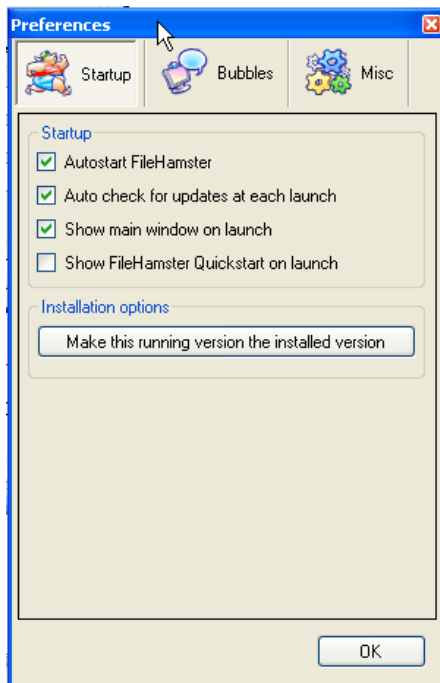 Preferences
Startup
Bubbles
Misc
Startup
Autostart FileHamster
Auto check for updates at each launch
Show main window on launch
Show FileHamster Quickstart on launch
Installation options
Make this running version the installed version
OK